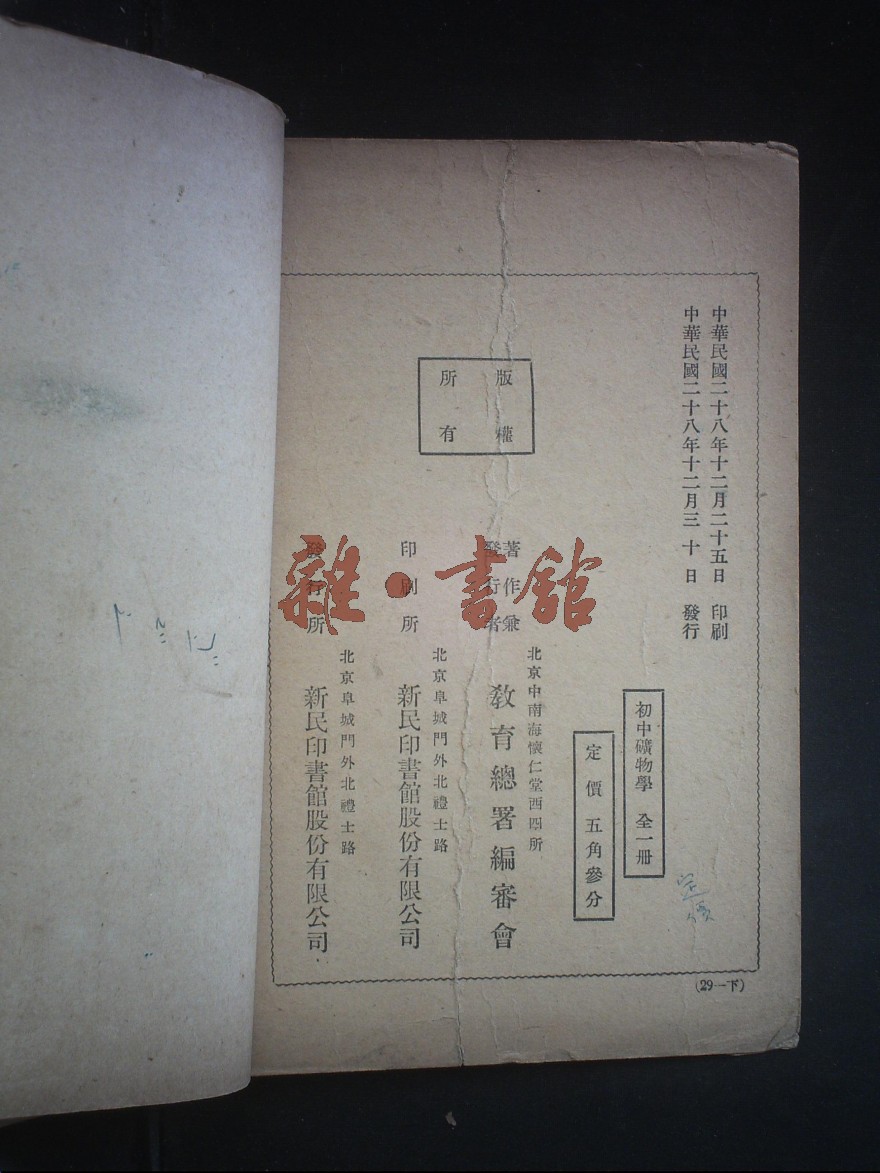 中華民國二十八年十二月二十五日 印刷
中華民國二十八年十二月三十日 發行
初中礦物學 全一冊
定價五角參分
定價
版權
所有
著作兼
發行者
北京中南海懷仁堂西四所
教育總署編審會
印刷所
北京阜城門外北禮士路
新民印書館股份有限公司
發行所
北京阜城門外北禮士路
新民印書館股份有限公司
(29—下)
雜·書館